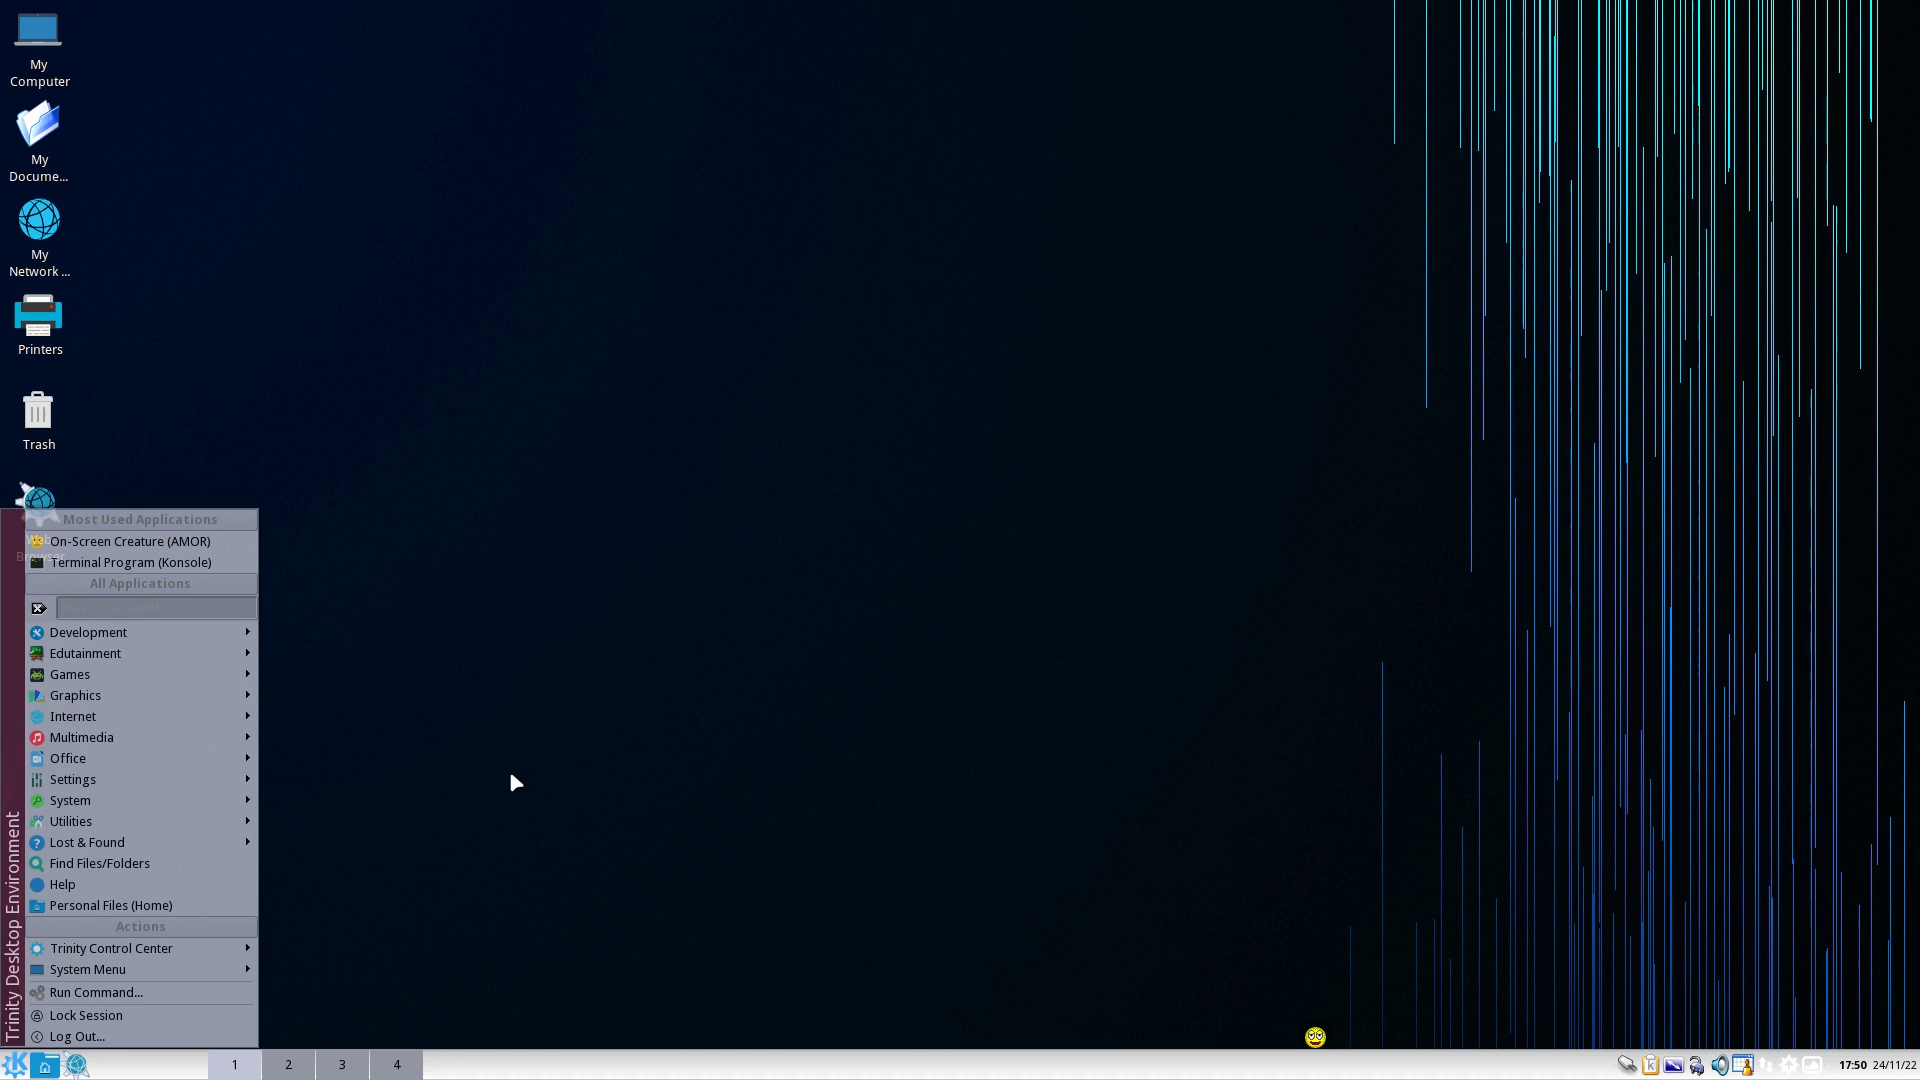 My
Computer
My
Docume...
My
Network ...
Printers
Trash
Most Used Applications
On-Screen Creature (AMOR)
Terminal Program (Konsole)
All Applications
Development
Edutainment
Games
Graphics
Internet
Multimedia
Office
Settings
System
Utilities
Lost & Found
Find Files/Folders
Help
Personal Files (Home)
Actions
Trinity Control Center
System Menu
Run Command...
Lock Session
Log Out...
Trinity Desktop Environment
1
2
3
4
17:50 24/11/22